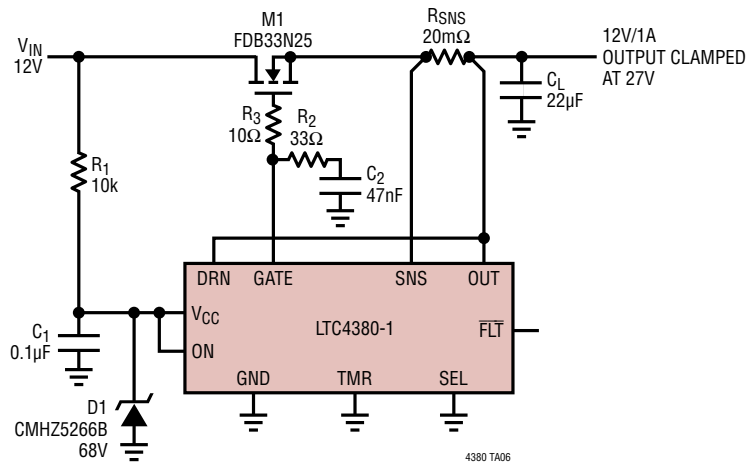 VIN
12V
M1
FDB33N25
RSNS
20mΩ
12V/1A
OUTPUT CLAMPED
AT 27V
CL
22µF
R3
10Ω
R2
33Ω
C2
47nF
R1
10k
DRN
GATE
SNS
OUT
VCC
ON
LTC4380-1
FLT
GND
TMR
SEL
C1
0.1µF
D1
CMHZ5266B
68V
4380 TA06